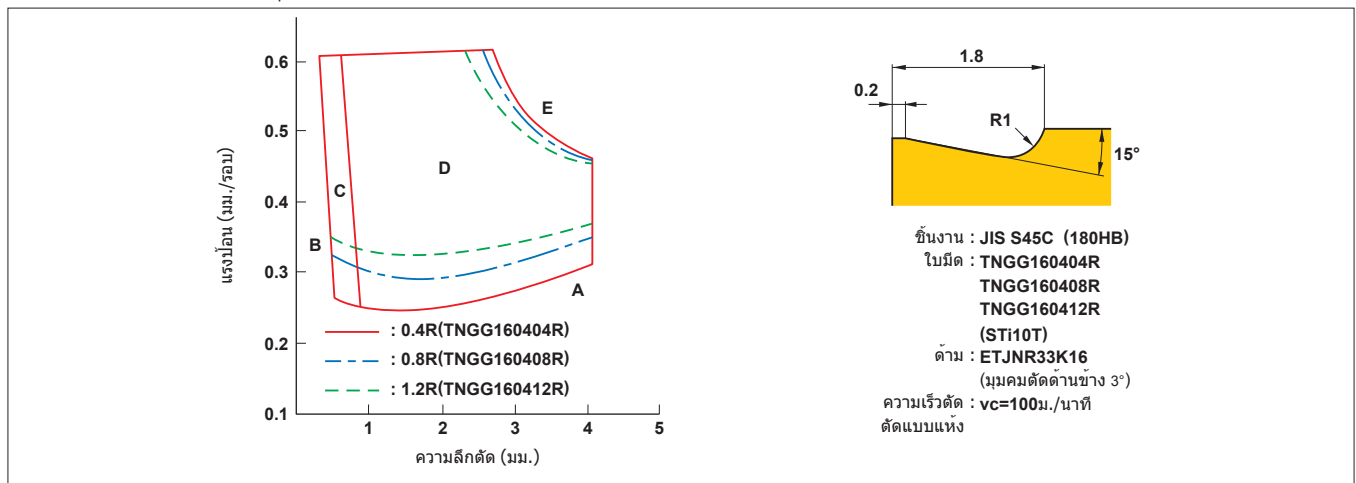 0.6
0.5
0.4
0.3
0.2
0.1
1
2
3
4
5
แรงป้อน (มม./รอบ)
ความลึกตัด (มม.)
A
B
C
D
E
: 0.4R(TNGG160404R)
: 0.8R(TNGG160408R)
: 1.2R(TNGG160412R)
1.8
0.2
R1
15°
ชิ้นงาน : JIS S45C (180HB)
ใบมีด : TNGG160404R
TNGG160408R
TNGG160412R
(STi10T)
ด้าม : ETJNR33K16
(มุมคมตัดด้านข้าง 3°)
ความเร็วตัด : vc=100ม./นาที
ตัดแบบแห้ง